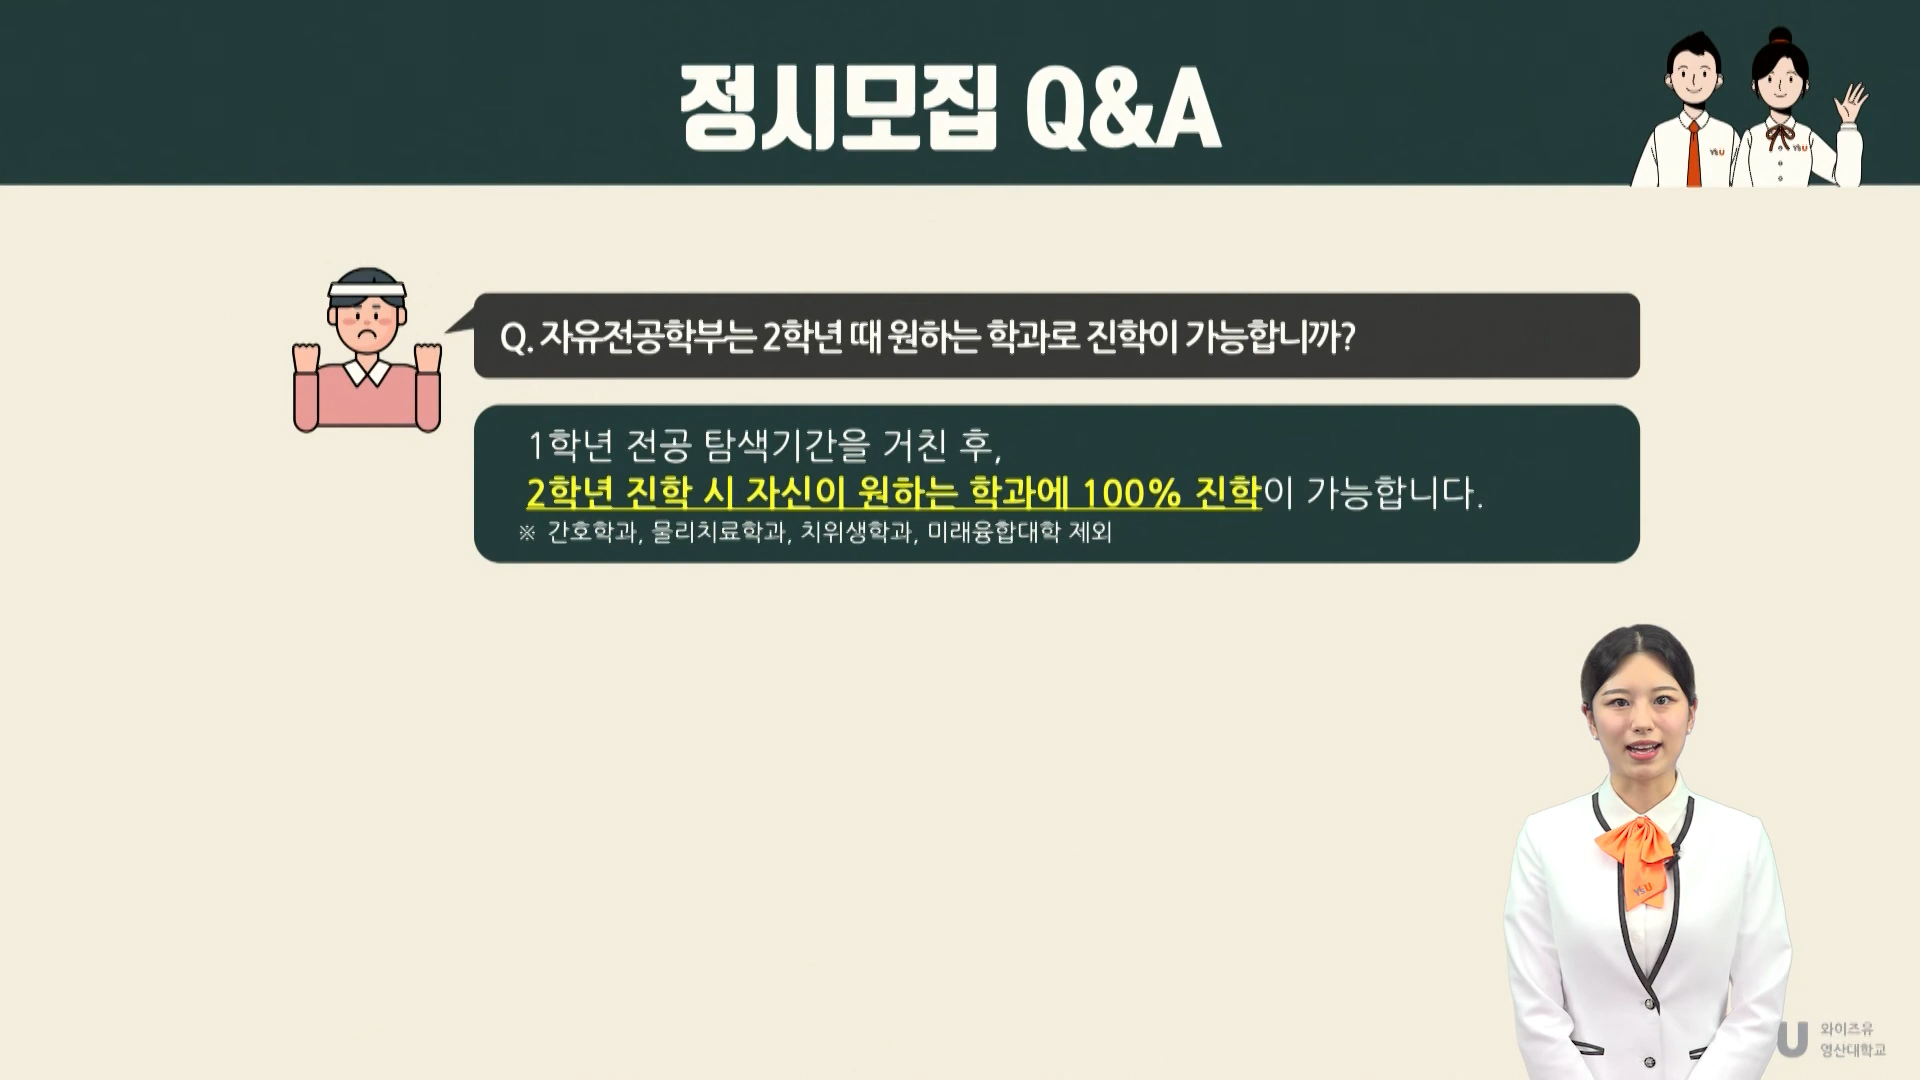 정시모집 Q&A
YsU
YsU
Q. 자유전공학부는 2학년 때 원하는 학과로 진학이 가능합니까?
1학년 전공 탐색기간을 거친 후,
2학년 진학 시 자신이 원하는 학과에 100% 진학이 가능합니다.
※ 간호학과, 물리치료학과, 치위생학과, 미래융합대학 제외
YsU
U 와이즈유
영산대학교